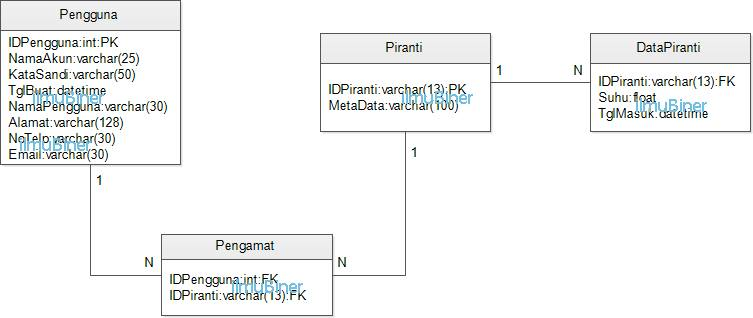 Pengguna
IDPengguna:int:PK
NamaAkun:varchar(25)
KataSandi:varchar(50)
TglBuat:datetime
NamaPengguna:varchar(30)
Alamat:varchar(128)
NoTelp:varchar(30)
Email:varchar(30)
IlmuBiner
IlmuBiner
1
N
Piranti
IDPiranti:varchar(13):PK
MetaData:varchar(100)
IlmuBiner
1
N
1
N
DataPiranti
IDPiranti:varchar(13):FK
Suhu:float
TglMasuk:datetime
IlmuBiner
Pengamat
IDPengguna:int:FK
IDPiranti:varchar(13):FK
IlmuBiner